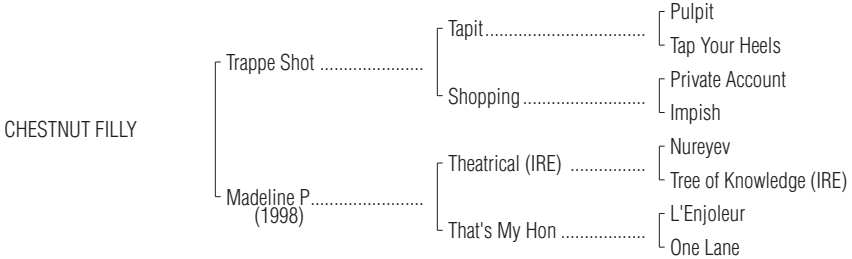 CHESTNUT FILLY
Trappe Shot ......................
Madeline P........................
(1998)
Tapit..................................
Shopping..........................
Theatrical (IRE) ................
That's My Hon ..................
Pulpit
Tap Your Heels
Private Account
Impish
Nureyev
Tree of Knowledge (IRE)
L'Enjoleur
One Lane